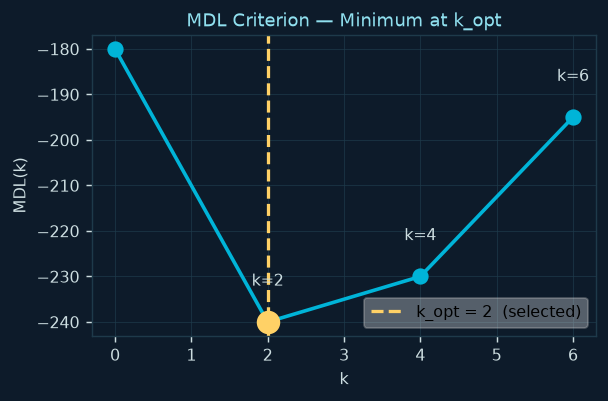 MDL Criterion — Minimum at k_opt
MDL(k)
−180
−190
−200
−210
−220
−230
−240
k=6
k=4
k=2
k_opt = 2 (selected)
0 1 2 3 4 5 6
k